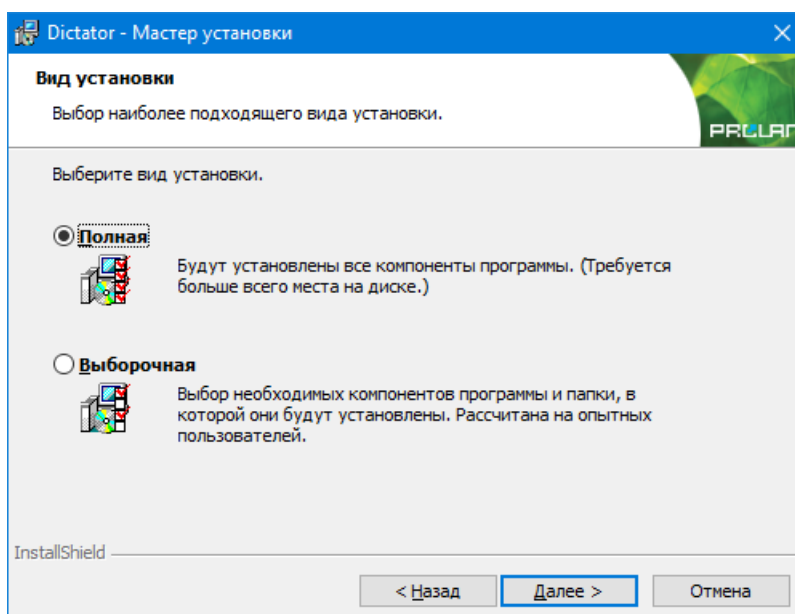 Dictator - Мастер установки
Вид установки
Выбор наиболее подходящего вида установки.
PROLAN
Выберите вид установки.
Полная
Будут установлены все компоненты программы. (Требуется
больше всего места на диске.)
Выборочная
Выбор необходимых компонентов программы и папки, в
которой они будут установлены. Рассчитана на опытных
пользователей.
InstallShield
< Назад
Далее >
Отмена